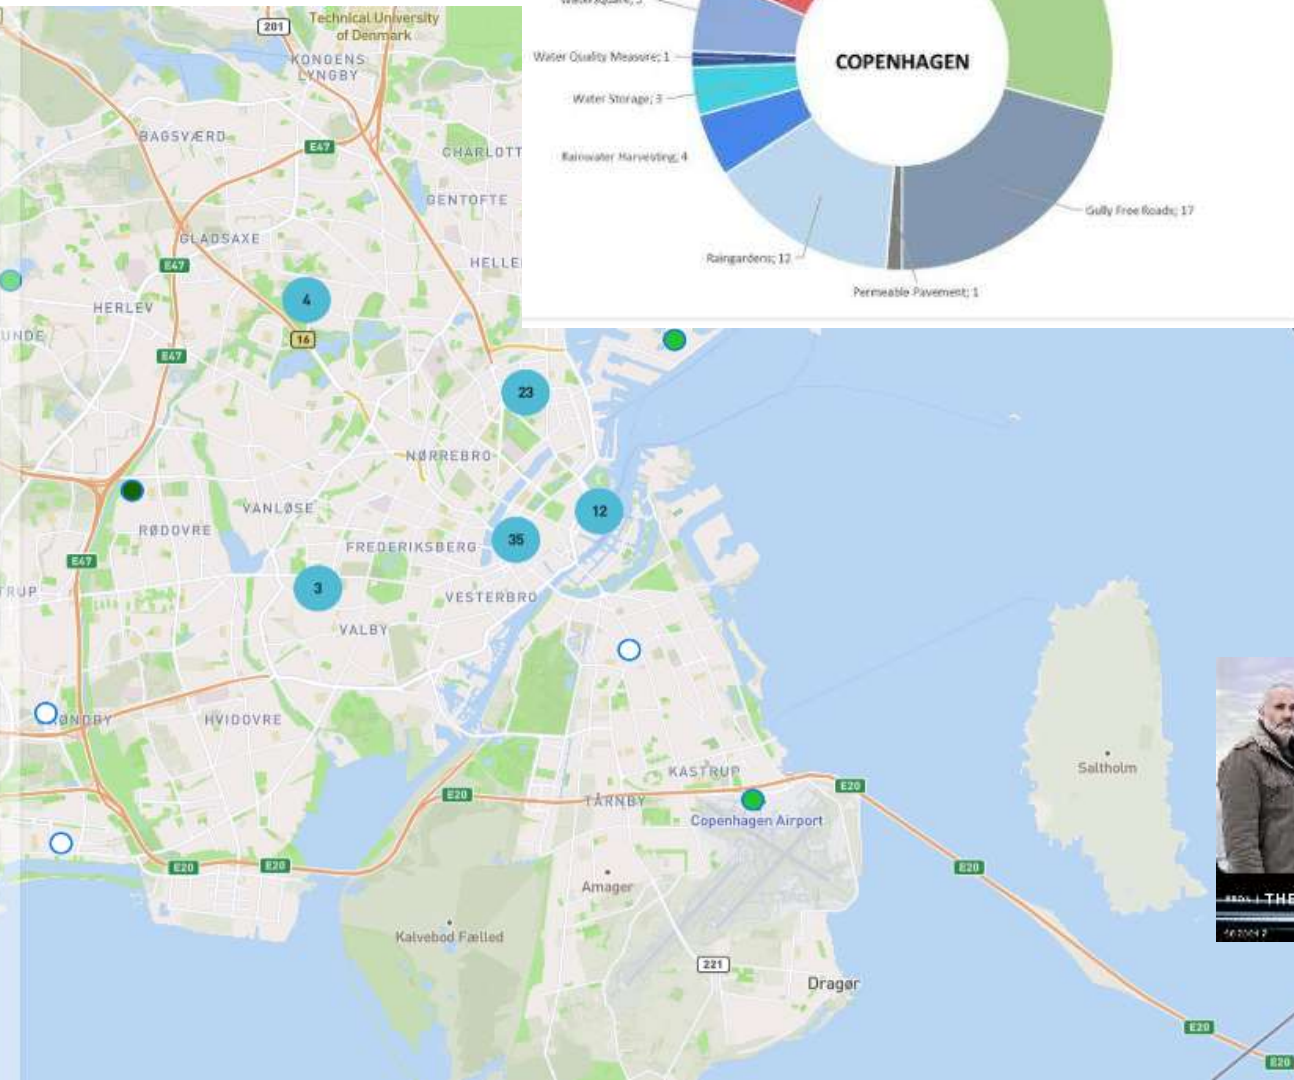 Technical University
of Denmark
201
KONGENS
LYNGBY
BAGSVÆRD
E47
CHARLOTT
GENTOFTE
GLADSAXE
E47
HELLE
HERLEV
4
16
UNDE
E47
23
NØRREBRO
VANLØSE
RØDOVRE
12
FREDERIKSBERG
35
E47
TRUP
3
VESTERBRO
VALBY
HVIDOVRE
KASTRUP
E20
E20
TÅRNBY
Copenhagen Airport
Saltholm
E20
E20
E20
Amager
Kalvebod Fælled
221
Dragør
E20
E20
COPENHAGEN
Water Quality Measure; 1
Water Storage; 3
Rainwater Harvesting; 4
Raingardens; 12
Permeable Pavement; 1
Gully Free Roads; 17
THE